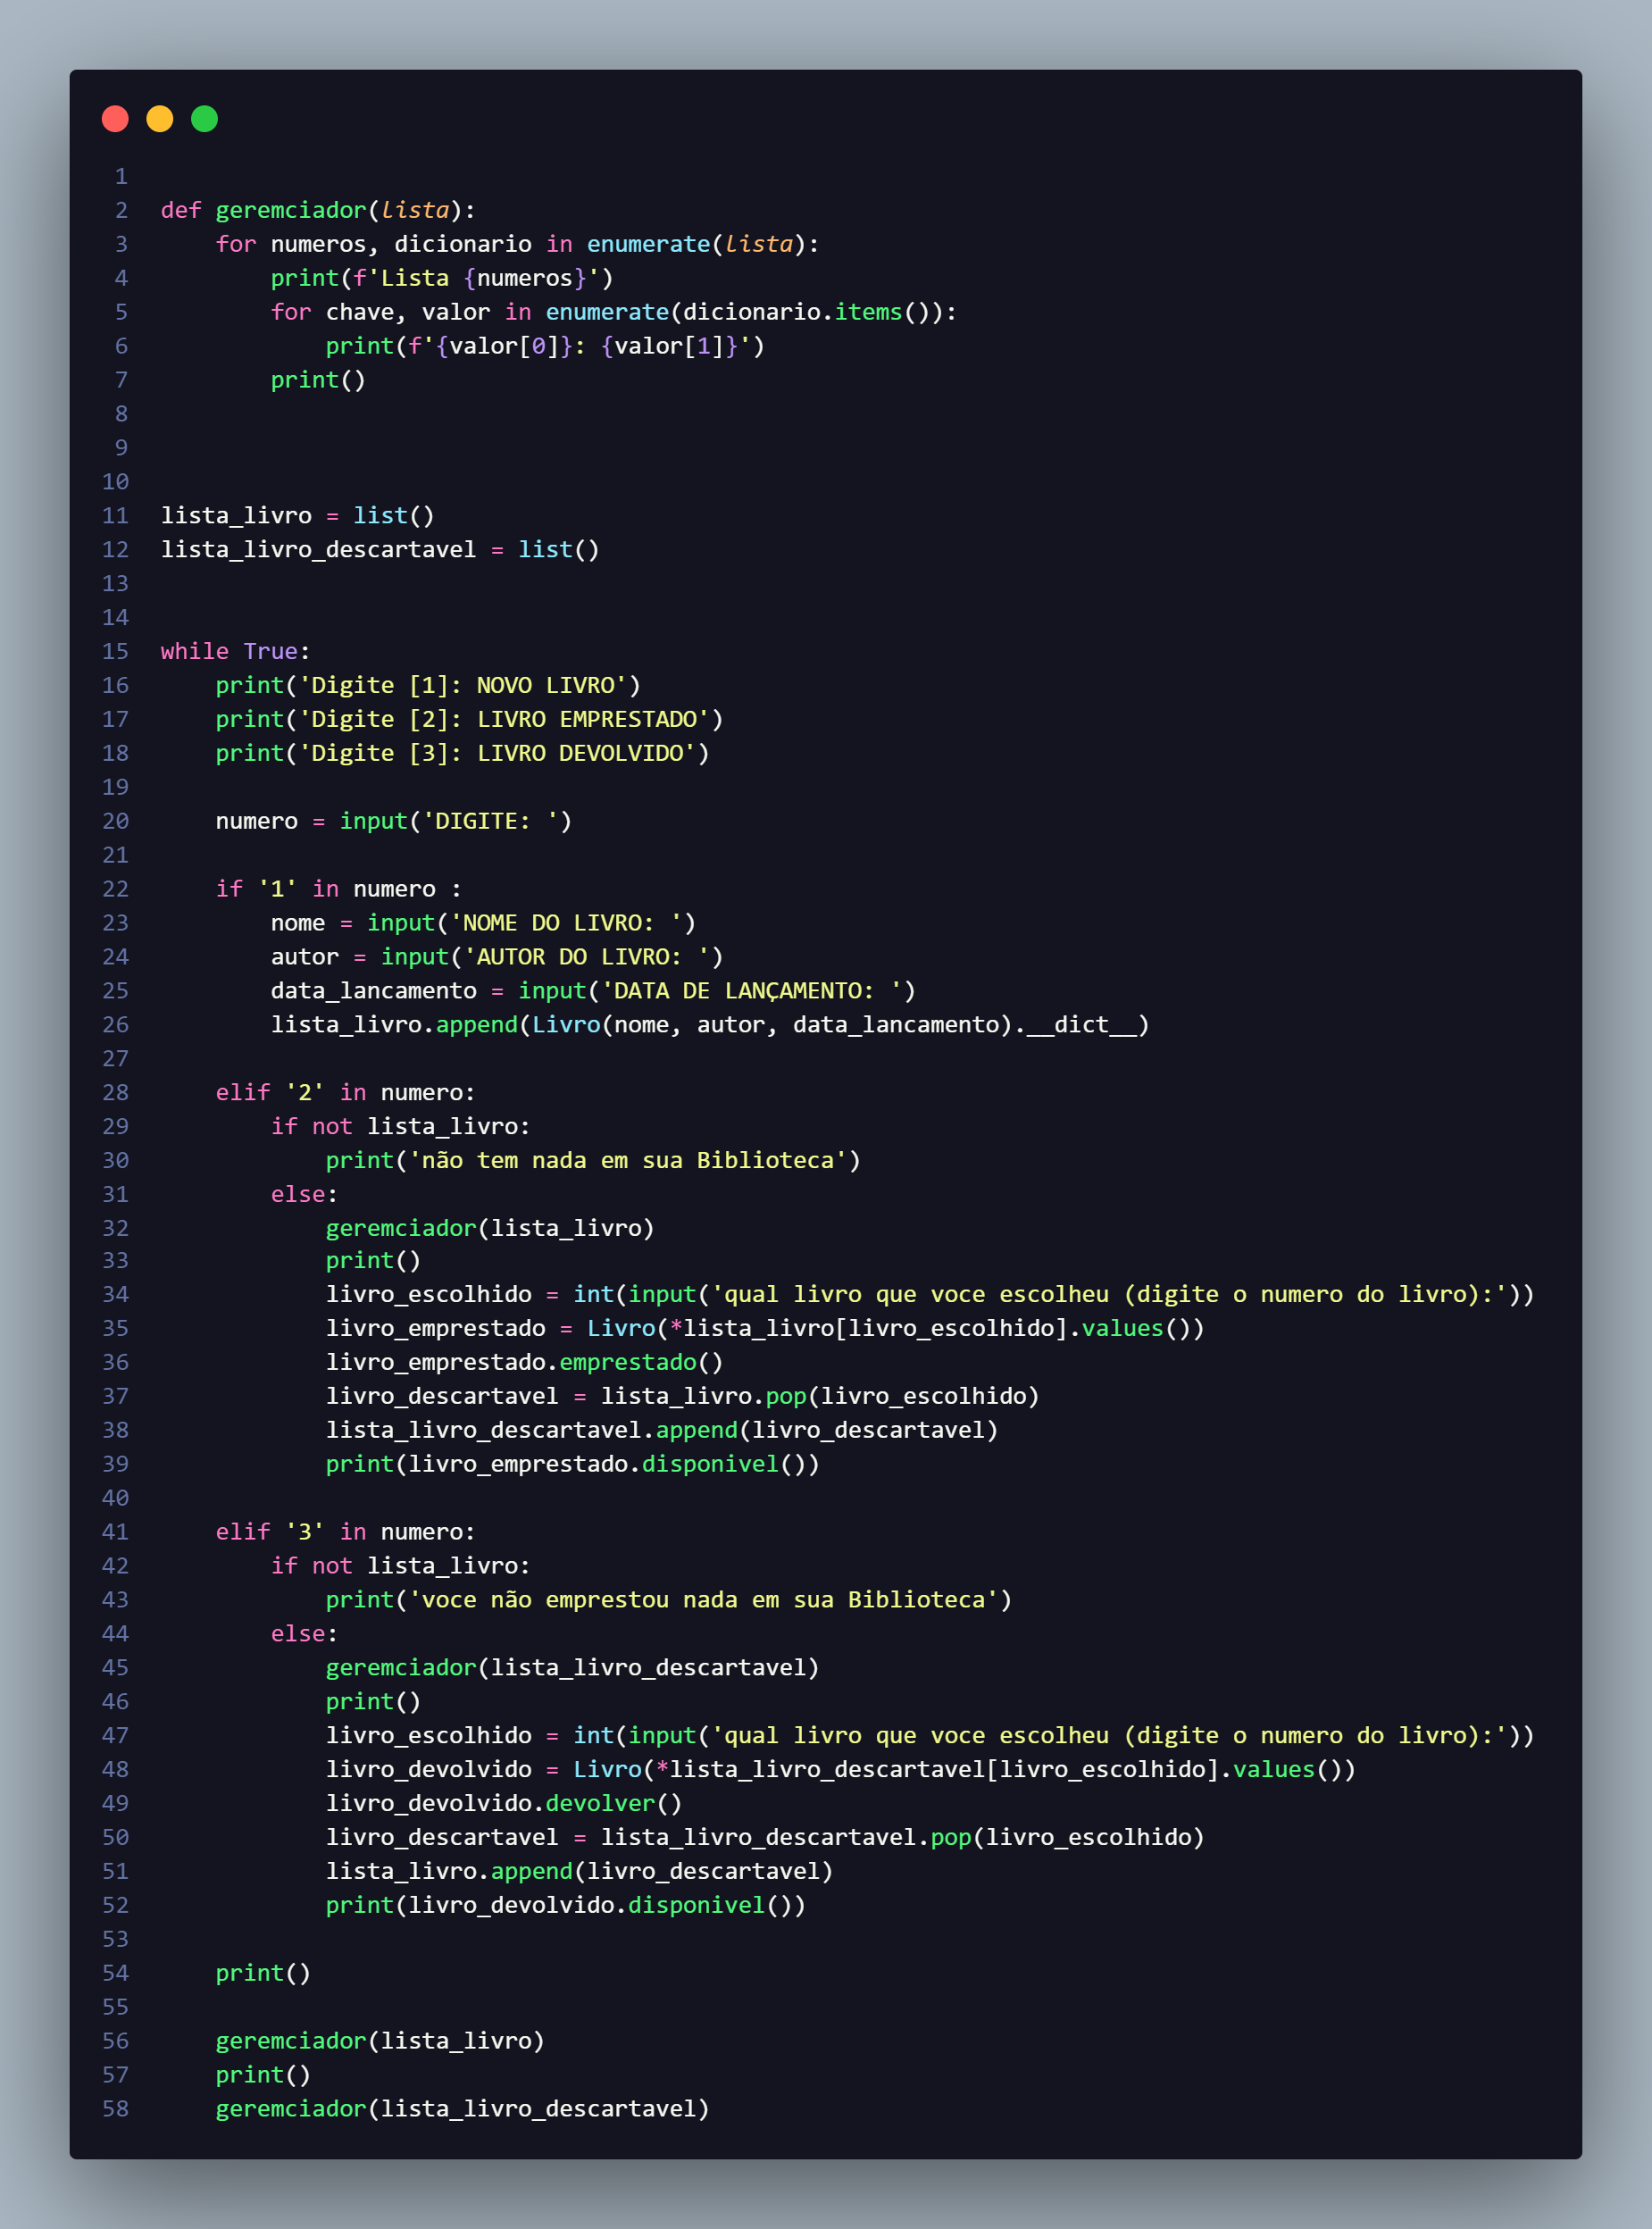 1
2 def geremciador(lista):
3     for numeros, dicionario in enumerate(lista):
4         print(f'Lista {numeros}')
5         for chave, valor in enumerate(dicionario.items()):
6             print(f'{valor[0]}: {valor[1]}')
7         print()
8
9
10
11 lista_livro = list()
12 lista_livro_descartavel = list()
13
14
15 while True:
16     print('Digite [1]: NOVO LIVRO')
17     print('Digite [2]: LIVRO EMPRESTADO')
18     print('Digite [3]: LIVRO DEVOLVIDO')
19
20     numero = input('DIGITE: ')
21
22     if '1' in numero :
23         nome = input('NOME DO LIVRO: ')
24         autor = input('AUTOR DO LIVRO: ')
25         data_lancamento = input('DATA DE LANÇAMENTO: ')
26         lista_livro.append(Livro(nome, autor, data_lancamento).__dict__)
27
28     elif '2' in numero:
29         if not lista_livro:
30             print('não tem nada em sua Biblioteca')
31         else:
32             geremciador(lista_livro)
33             print()
34             livro_escolhido = int(input('qual livro que voce escolheu (digite o numero do livro):'))
35             livro_emprestado = Livro(*lista_livro[livro_escolhido].values())
36             livro_emprestado.emprestado()
37             livro_descartavel = lista_livro.pop(livro_escolhido)
38             lista_livro_descartavel.append(livro_descartavel)
39             print(livro_emprestado.disponivel())
40
41     elif '3' in numero:
42         if not lista_livro:
43             print('voce não emprestou nada em sua Biblioteca')
44         else:
45             geremciador(lista_livro_descartavel)
46             print()
47             livro_escolhido = int(input('qual livro que voce escolheu (digite o numero do livro):'))
48             livro_devolvido = Livro(*lista_livro_descartavel[livro_escolhido].values())
49             livro_devolvido.devolver()
50             livro_descartavel = lista_livro_descartavel.pop(livro_escolhido)
51             lista_livro.append(livro_descartavel)
52             print(livro_devolvido.disponivel())
53
54     print()
55
56     geremciador(lista_livro)
57     print()
58     geremciador(lista_livro_descartavel)